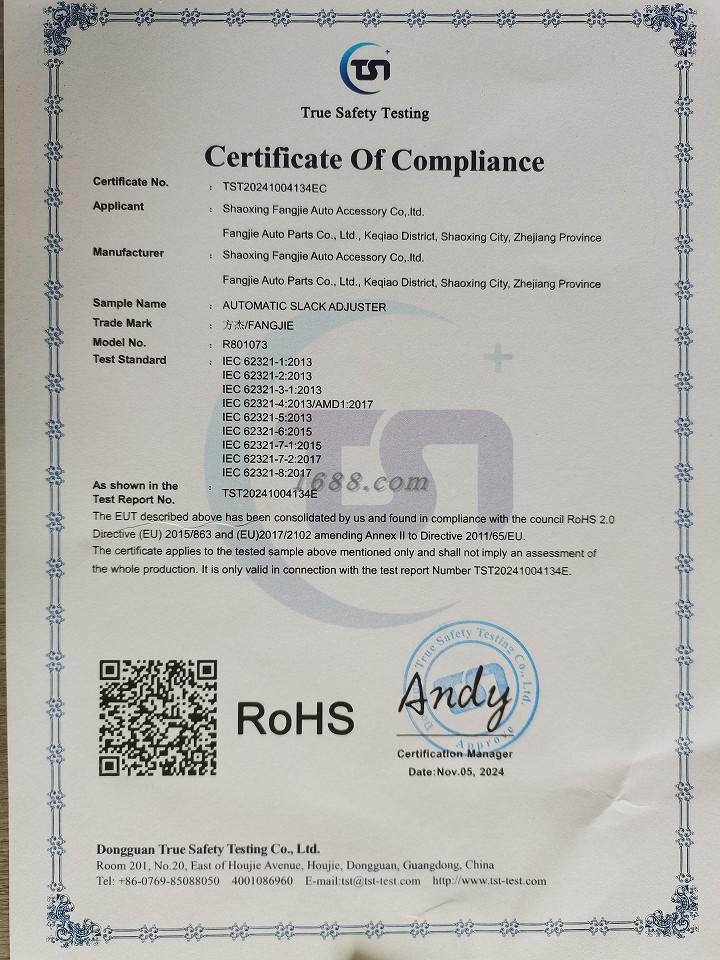 TST
True Safety Testing
Certificate Of Compliance
Certificate No. : TST20241004134EC
Applicant : Shaoxing Fangjie Auto Accessory Co,.ltd.
Fangjie Auto Parts Co., Ltd., Keqiao District, Shaoxing City, Zhejiang Province
Manufacturer : Shaoxing Fangjie Auto Accessory Co,.ltd.
Fangjie Auto Parts Co., Ltd., Keqiao District, Shaoxing City, Zhejiang Province
Sample Name : AUTOMATIC SLACK ADJUSTER
Trade Mark : 方杰/FANGJIE
Model No. : R801073
Test Standard : IEC 62321-1:2013
IEC 62321-2:2013
IEC 62321-3-1:2013
IEC 62321-4:2013/AMD1:2017
IEC 62321-5:2013
IEC 62321-6:2015
IEC 62321-7-1:2015
IEC 62321-7-2:2017
IEC 62321-8:2017
1688.com
As shown in the
Test Report No. : TST20241004134E
The EUT described above has been consolidated by us and found in compliance with the council RoHS 2.0
Directive (EU) 2015/863 and (EU)2017/2102 amending Annex II to Directive 2011/65/EU.
The certificate applies to the tested sample above mentioned only and shall not imply an assessment of
the whole production. It is only valid in connection with the test report Number TST20241004134E.
RoHS
True Safety Testing Co., Ltd.
TST
Andy
Approve
Certification Manager
Date:Nov.05, 2024
Dongguan True Safety Testing Co., Ltd.
Room 201, No.20, East of Houjie Avenue, Houjie, Dongguan, Guangdong, China
Tel: +86-0769-85088050 4001086960 E-mail:tst@tst-test.com http://www.tst-test.com